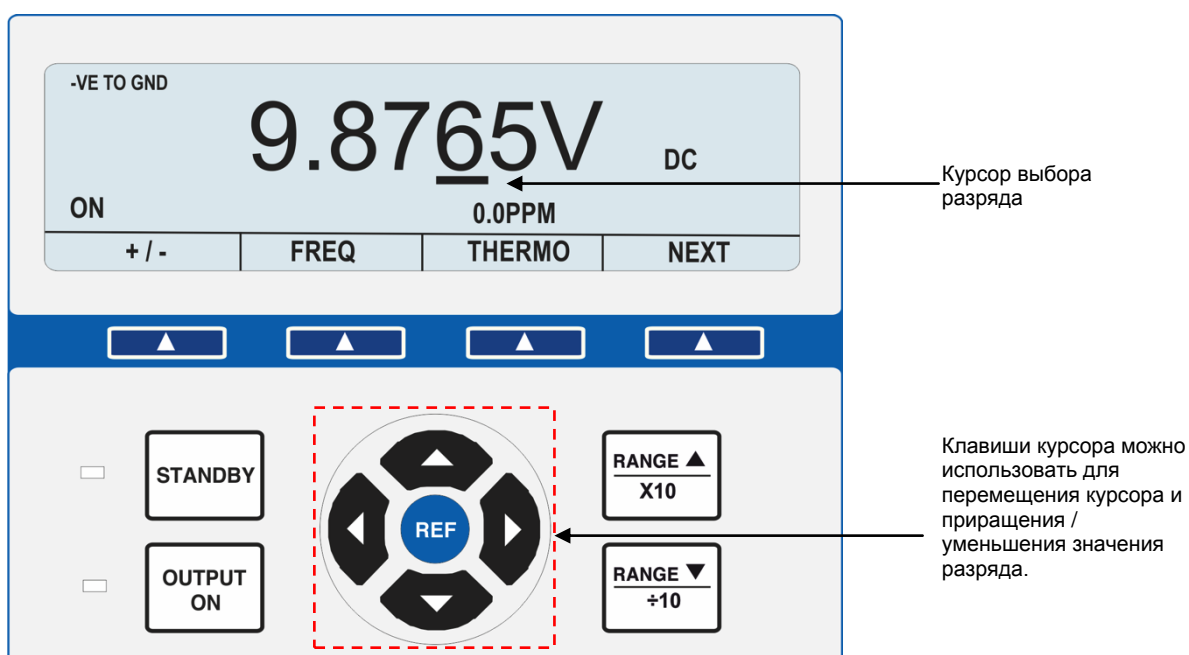 -VE TO GND
9.8765V
DC
ON
0.0PPM
+ / -
FREQ
THERMO
NEXT
Курсор выбора
разряда
STANDBY
REF
RANGE ▲
X10
OUTPUT
ON
RANGE ▼
÷10
Клавиши курсора можно
использовать для
перемещения курсора и
приращения /
уменьшения значения
разряда.